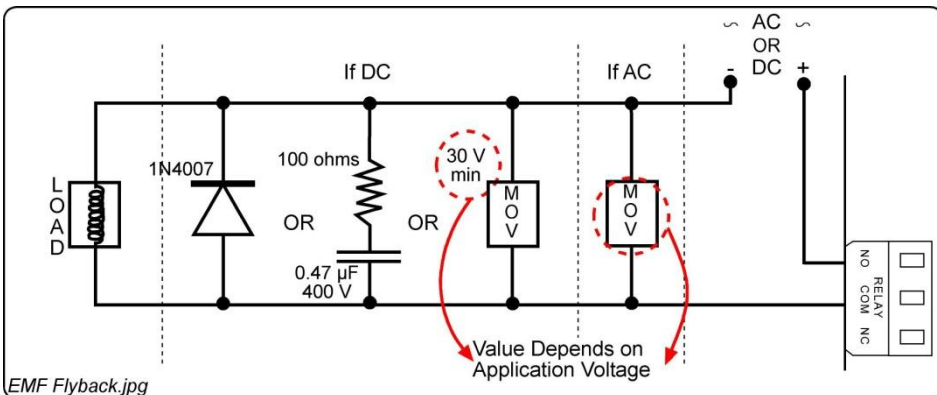 ~ AC ~
OR
- DC +
If DC
If AC
1N4007
100 ohms
30 V
min
L
O
A
D
OR
OR
M
O
V
M
O
V
0.47 µF
400 V
NO
COM
NC
RELAY
Value Depends on
Application Voltage
EMF Flyback.jpg